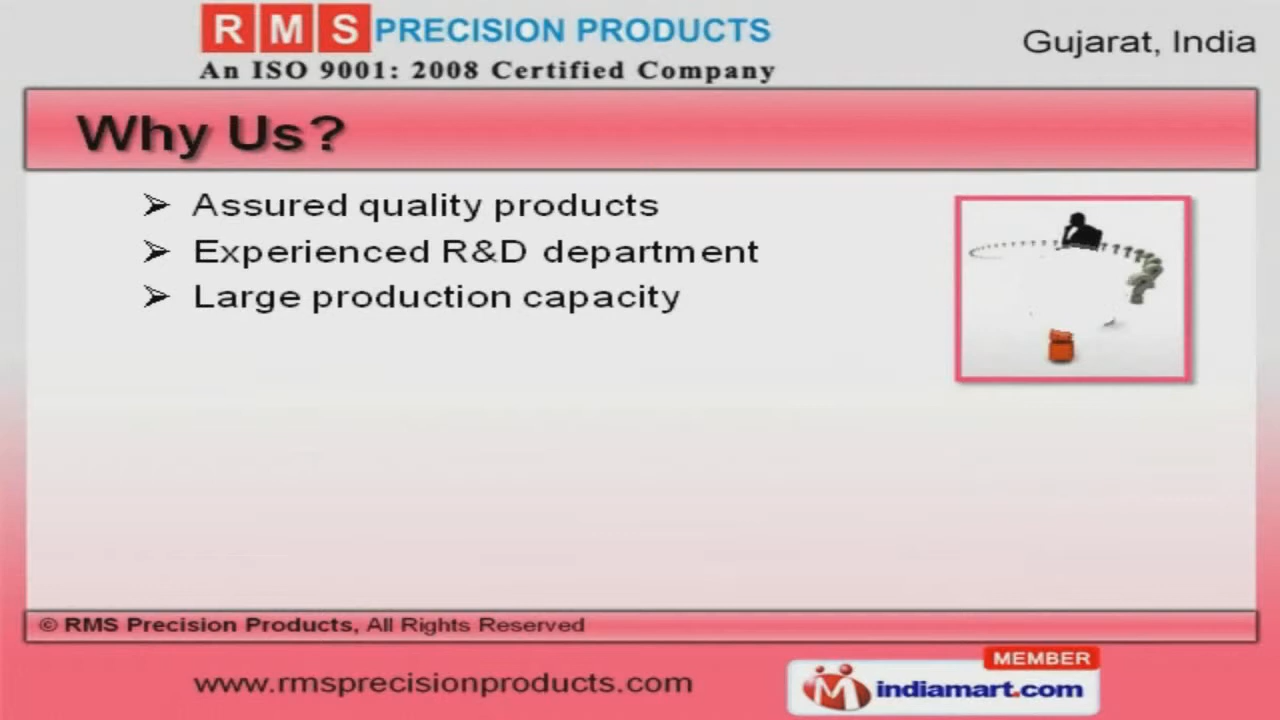 RMS PRECISION PRODUCTS
An ISO 9001: 2008 Certified Company
Gujarat, India
Why Us?
➢ Assured quality products
➢ Experienced R&D department
➢ Large production capacity
© RMS Precision Products, All Rights Reserved
www.rmsprecisionproducts.com
MEMBER
indiamart.com